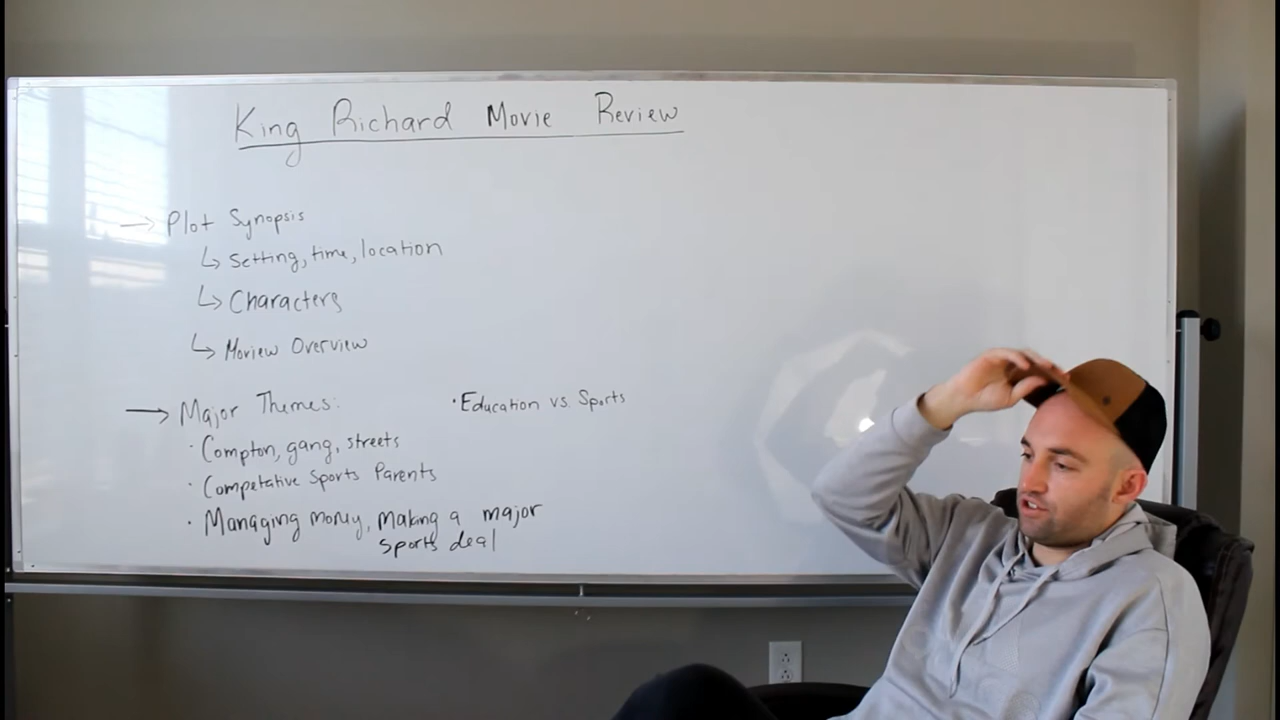 King Richard Movie Review
→ Plot Synopsis
↳ Setting, time, location
↳ Characters
↳ Moview Overview
→ Major Themes:
· Compton, gang, streets
· Competative Sports Parents
· Managing money, making a major
sports deal
· Education vs. Sports